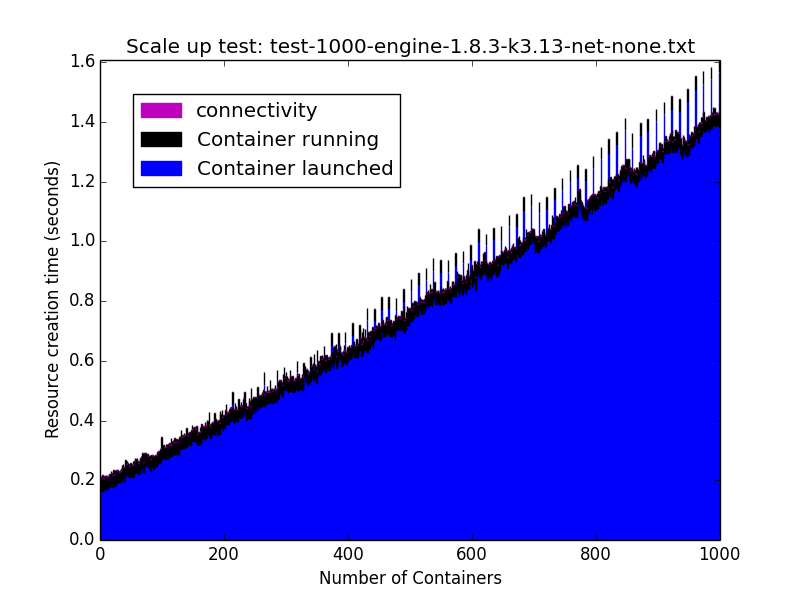 Scale up test: test-1000-engine-1.8.3-k3.13-net-none.txt
1.6
1.4
1.2
1.0
0.8
0.6
0.4
0.2
0.0
Resource creation time (seconds)
connectivity
Container running
Container launched
0 200 400 600 800 1000
Number of Containers